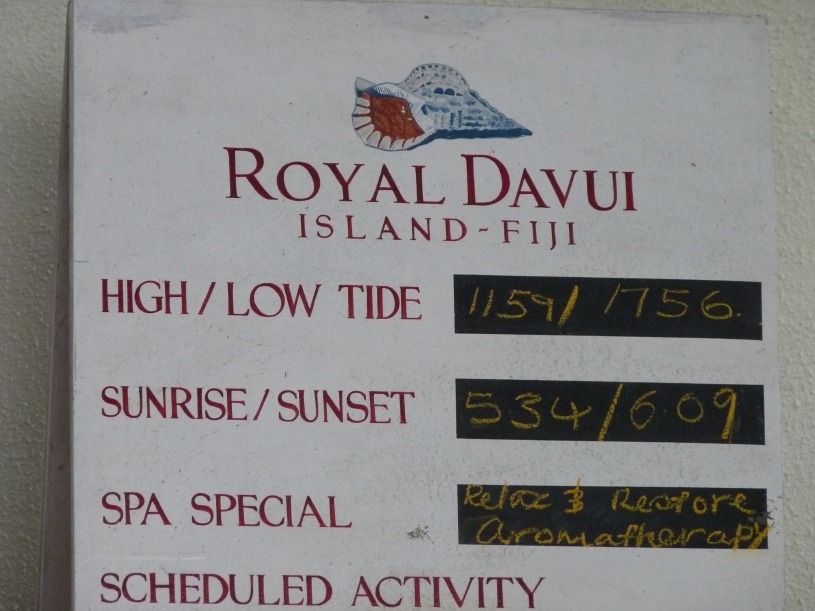 ROYAL DAVUI
ISLAND-FIJI
HIGH/LOW TIDE 1159/1756.
SUNRISE/SUNSET 534/6.09
SPA SPECIAL Relax & Restore
Aromatherapy
SCHEDULED ACTIVITY